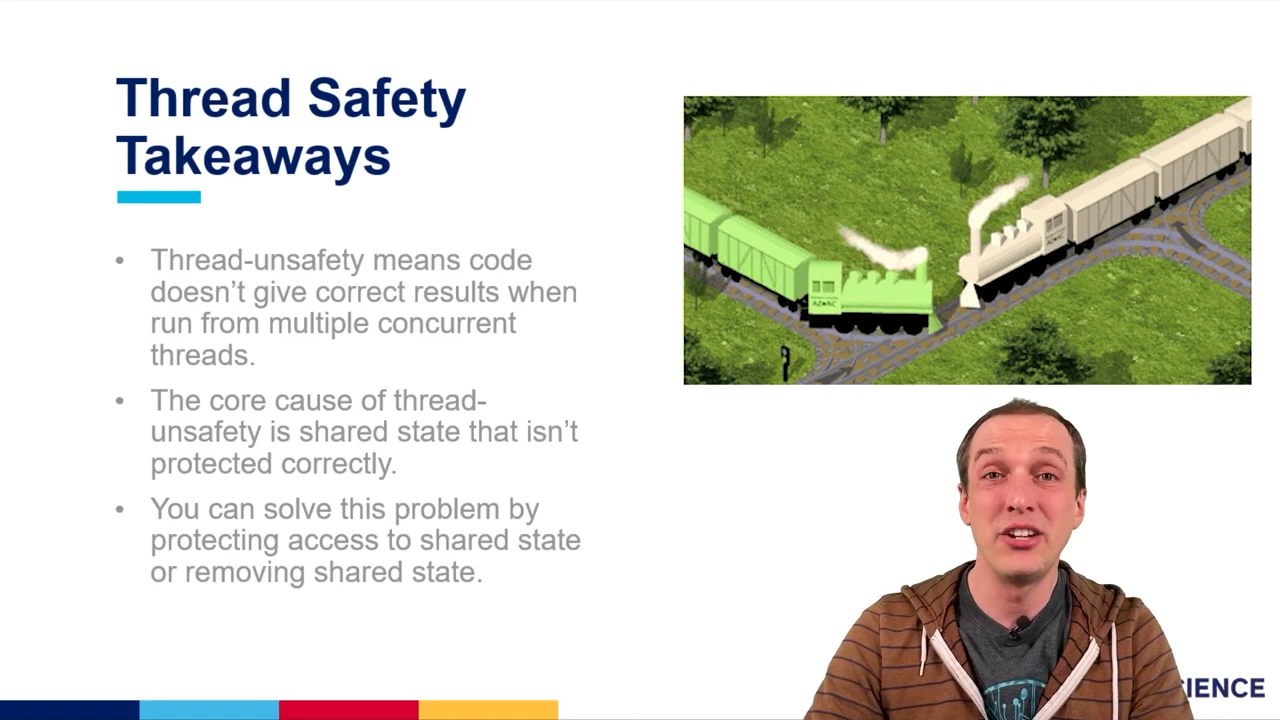 Thread Safety
Takeaways
• Thread-unsafety means code
doesn’t give correct results when
run from multiple concurrent
threads.
• The core cause of thread-
unsafety is shared state that isn’t
protected correctly.
• You can solve this problem by
protecting access to shared state
or removing shared state.